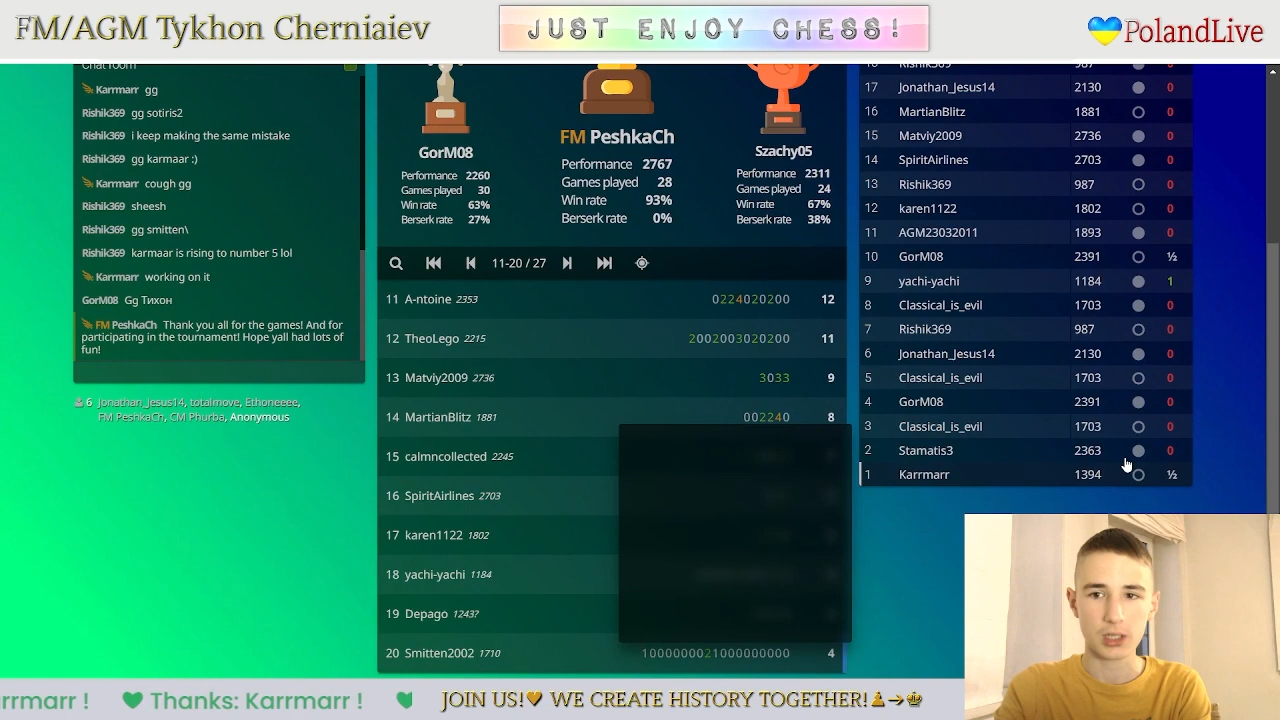 FM/AGM Tykhon Cherniaiev
JUST ENJOY CHESS!
PolandLive
Chat room
Karrmarr gg
Rishik369 gg sotiris2
Rishik369 i keep making the same mistake
Rishik369 gg karmaar :)
Karrmarr cough gg
Rishik369 sheesh
Rishik369 gg smitten\
Rishik369 karmaar is rising to number 5 lol
Karrmarr working on it
GorM08 Gg Тихон
FM PeshkaCh Thank you all for the games! And for
participating in the tournament! Hope yall had lots of
fun!
6 Jonathan_Jesus14, totalmove, Ethoneeee,
FM PeshkaCh, CM Phurba, Anonymous
GorM08
Performance 2260
Games played 30
Win rate 63%
Berserk rate 27%
FM PeshkaCh
Performance 2767
Games played 28
Win rate 93%
Berserk rate 0%
Szachy05
Performance 2311
Games played 24
Win rate 67%
Berserk rate 38%
11-20 / 27
11 A-ntoine 2353 0224020200 12
12 TheoLego 2215 2002003020200 11
13 Matviy2009 2736 3033 9
14 MartianBlitz 1881 002240 8
15 calmncollected 2245
16 SpiritAirlines 2703
17 karen1122 1802
18 yachi-yachi 1184
19 Depago 1243?
20 Smitten2002 1710 1000000021000000000 4
18 Rishik369 987 0
17 Jonathan_Jesus14 2130 0
16 MartianBlitz 1881 0
15 Matviy2009 2736 0
14 SpiritAirlines 2703 0
13 Rishik369 987 0
12 karen1122 1802 0
11 AGM23032011 1893 0
10 GorM08 2391 ½
9 yachi-yachi 1184 1
8 Classical_is_evil 1703 0
7 Rishik369 987 0
6 Jonathan_Jesus14 2130 0
5 Classical_is_evil 1703 0
4 GorM08 2391 0
3 Classical_is_evil 1703 0
2 Stamatis3 2363 0
1 Karrmarr 1394 ½
rrmarr !
Thanks: Karrmarr !
JOIN US! WE CREATE HISTORY TOGETHER!